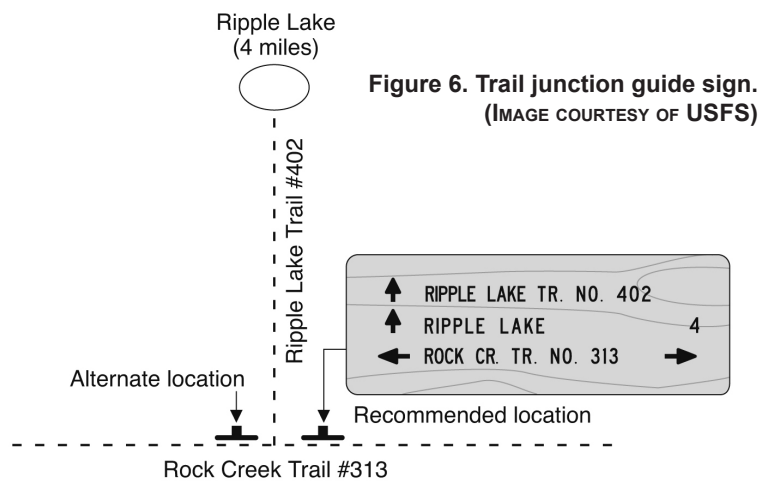 Ripple Lake
(4 miles)
Figure 6. Trail junction guide sign.
(IMAGE COURTESY OF USFS)
Ripple Lake Trail #402
RIPPLE LAKE TR. NO. 402
RIPPLE LAKE 4
ROCK CR. TR. NO. 313
Alternate location
Recommended location
Rock Creek Trail #313